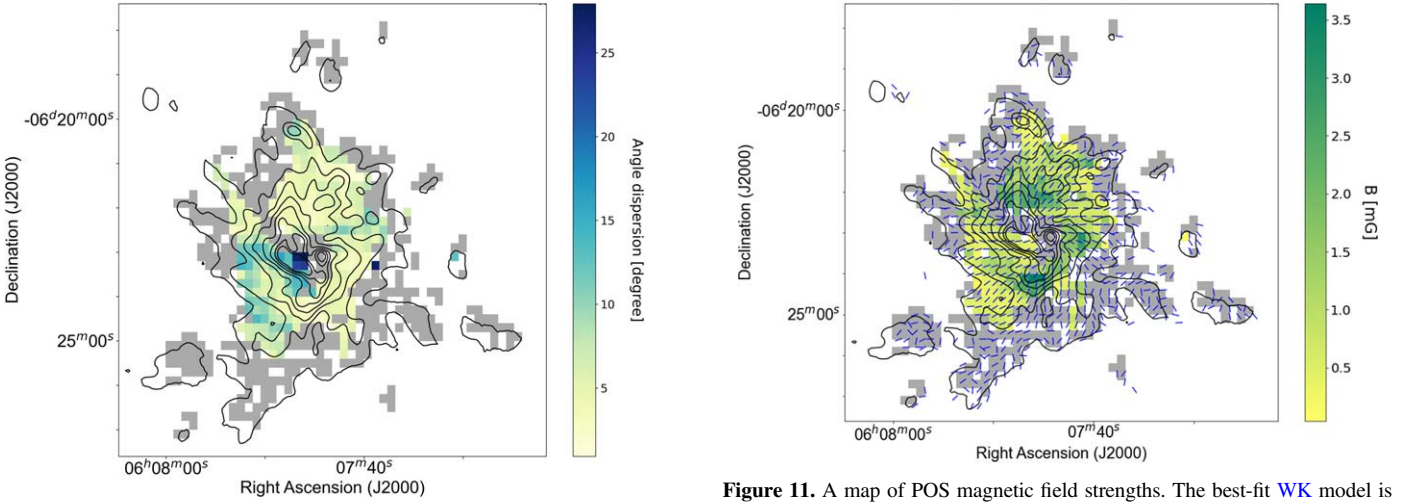 25
20
15
10
5
Angle dispersion [degree]
-06ᵈ20ᵐ00ˢ
25ᵐ00ˢ
Declination (J2000)
06ʰ08ᵐ00ˢ
07ᵐ40ˢ
Right Ascension (J2000)
3.5
3.0
2.5
2.0
1.5
1.0
0.5
B [mG]
-06ᵈ20ᵐ00ˢ
25ᵐ00ˢ
Declination (J2000)
06ʰ08ᵐ00ˢ
07ᵐ40ˢ
Right Ascension (J2000)
Figure 11. A map of POS magnetic field strengths. The best-fit WK model is